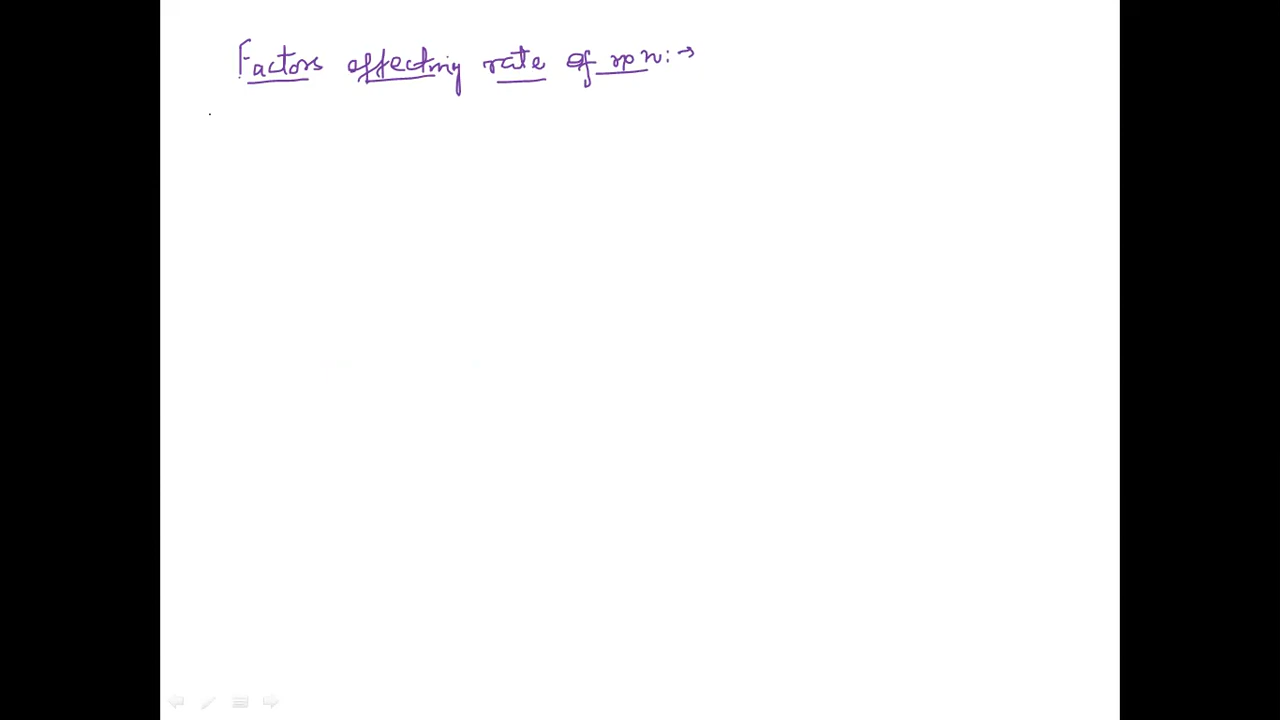 Factors affecting rate of rxn:→